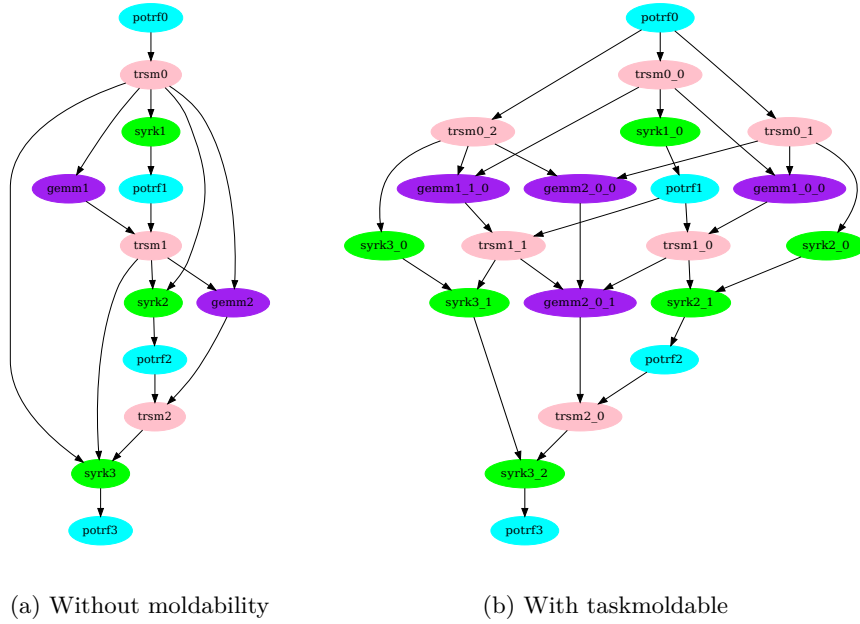 potrf0
trsm0
syrk1
gemm1
potrf1
trsm1
syrk2
gemm2
potrf2
trsm2
syrk3
potrf3
(a) Without moldability
potrf0
trsm0_0
trsm0_2
syrk1_0
trsm0_1
gemm1_1_0
gemm2_0_0
potrf1
gemm1_0_0
syrk3_0
trsm1_1
trsm1_0
syrk2_0
syrk3_1
gemm2_0_1
syrk2_1
potrf2
trsm2_0
syrk3_2
potrf3
(b) With taskmoldable